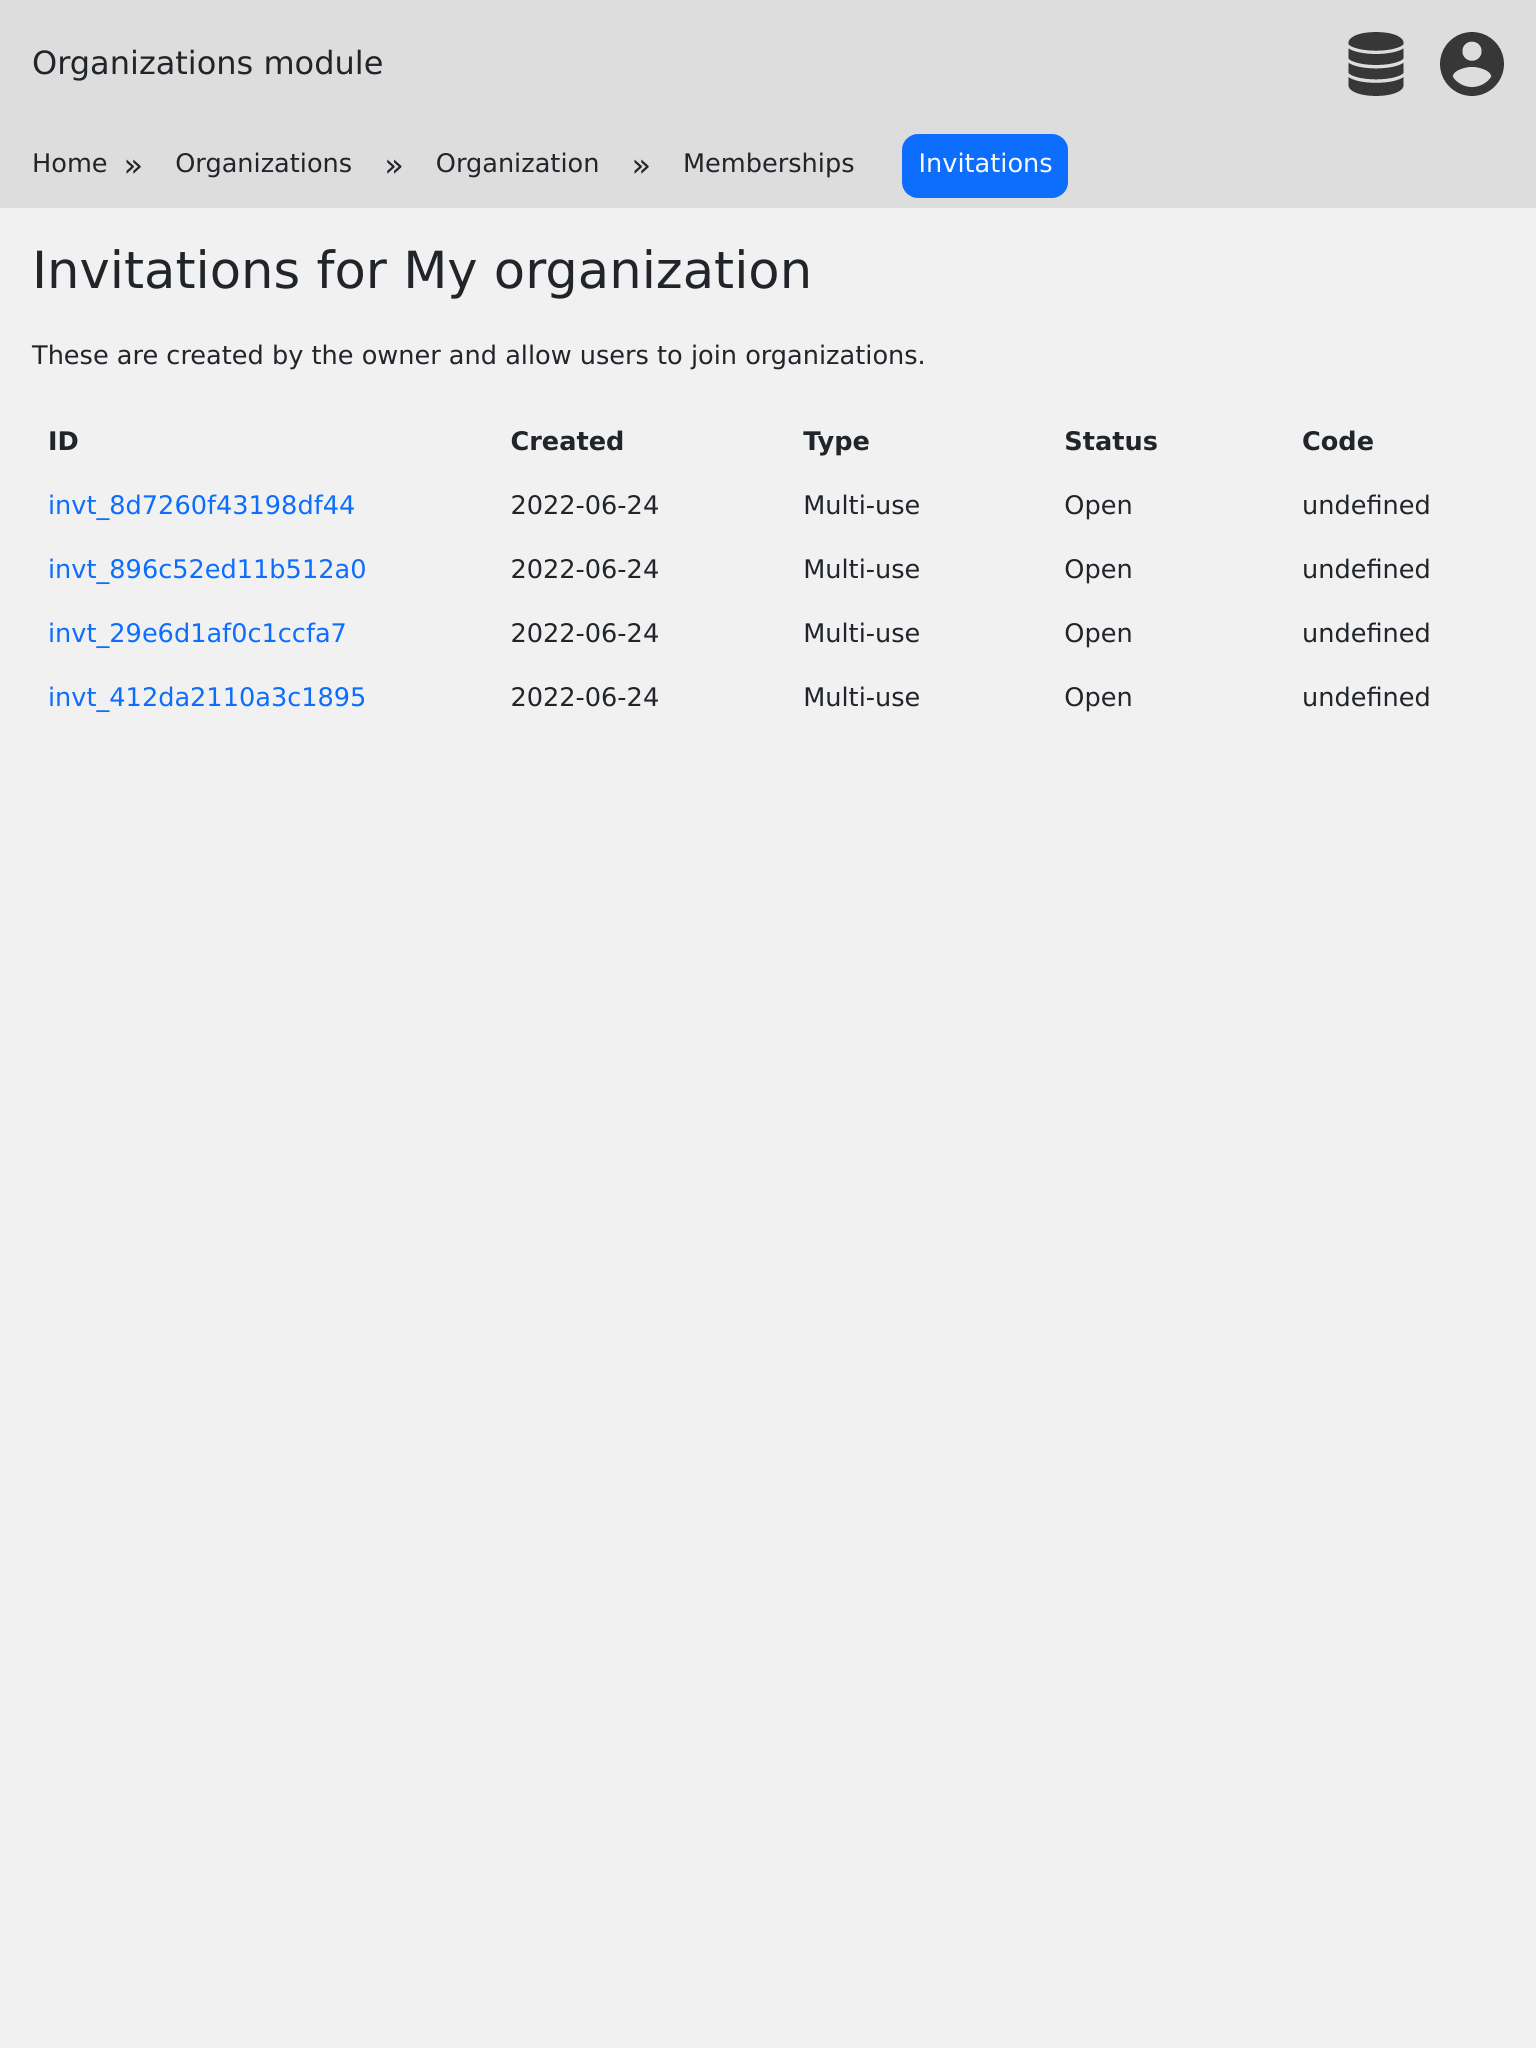 Organizations module
Home » Organizations » Organization » Memberships Invitations
Invitations for My organization
These are created by the owner and allow users to join organizations.
ID Created Type Status Code
invt_8d7260f43198df44 2022-06-24 Multi-use Open undefined
invt_896c52ed11b512a0 2022-06-24 Multi-use Open undefined
invt_29e6d1af0c1ccfa7 2022-06-24 Multi-use Open undefined
invt_412da2110a3c1895 2022-06-24 Multi-use Open undefined